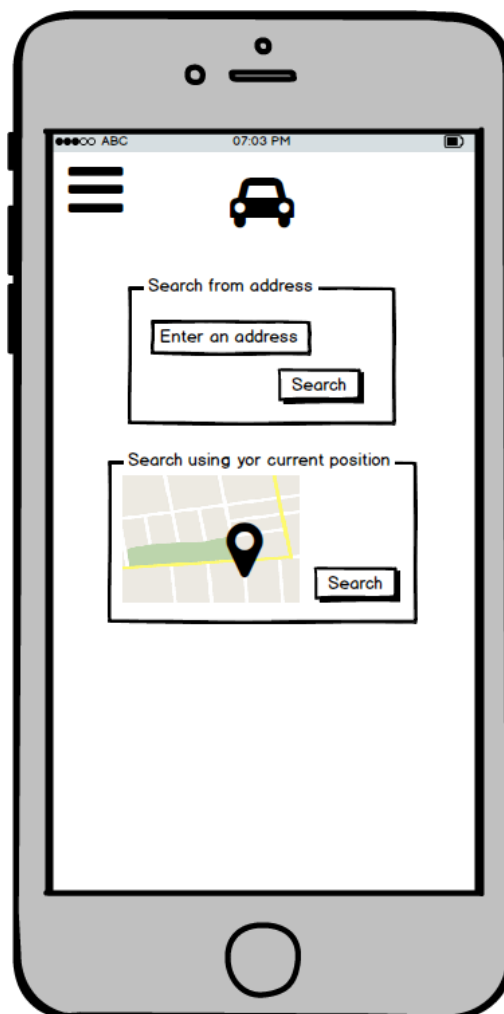 ABC 07:03 PM
Search from address
Enter an address
Search
Search using yor current position
Search